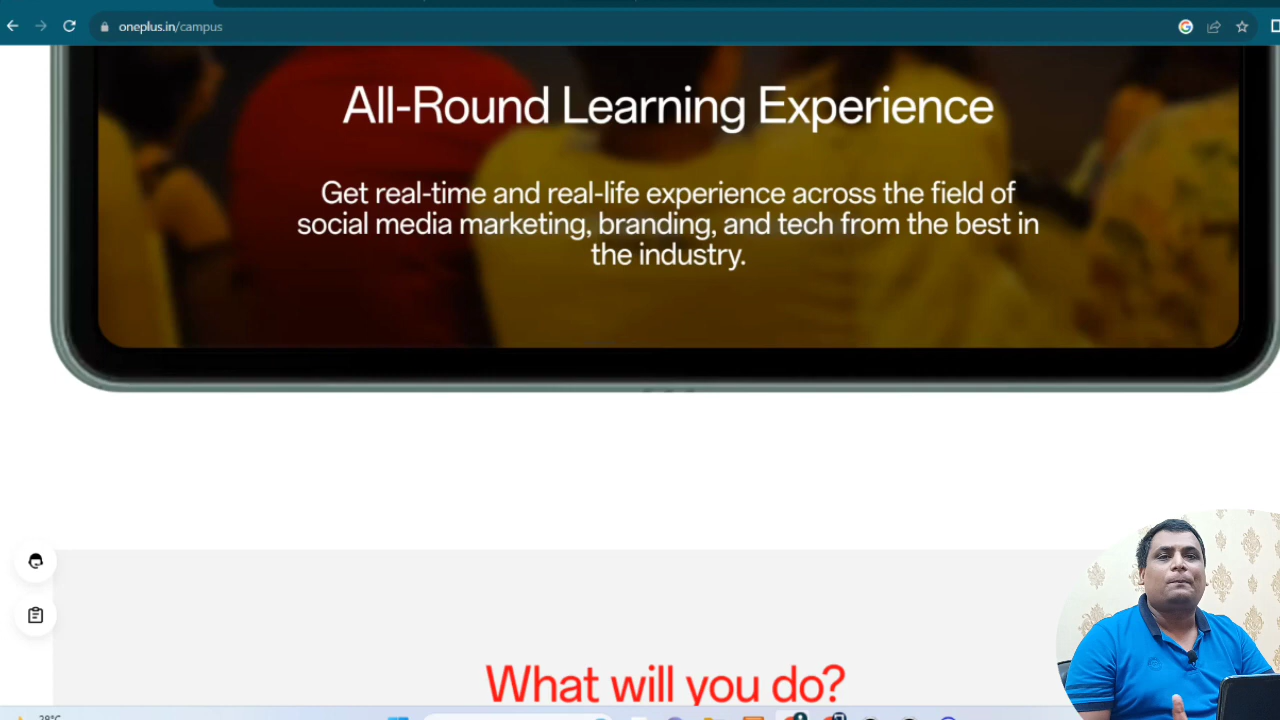 oneplus.in/campus
All-Round Learning Experience
Get real-time and real-life experience across the field of
social media marketing, branding, and tech from the best in
the industry.
What will you do?